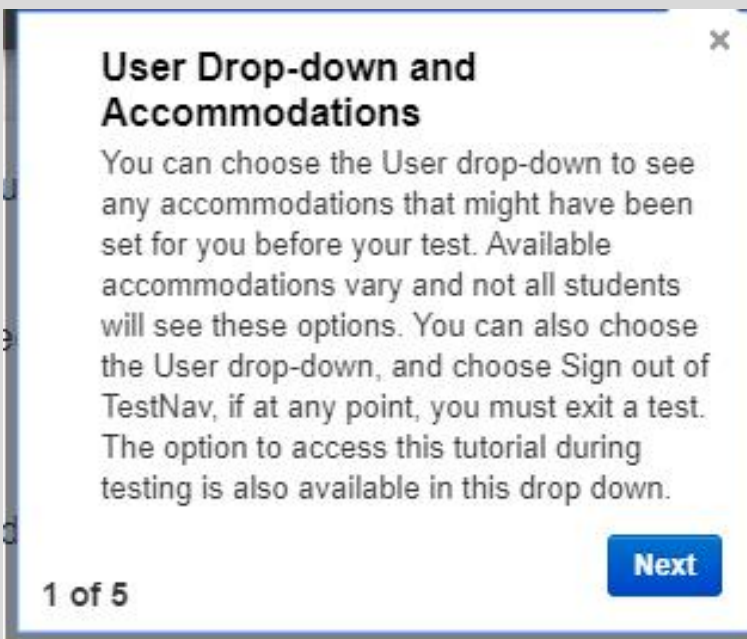 ×
User Drop-down and
Accommodations
You can choose the User drop-down to see
any accommodations that might have been
set for you before your test. Available
accommodations vary and not all students
will see these options. You can also choose
the User drop-down, and choose Sign out of
TestNav, if at any point, you must exit a test.
The option to access this tutorial during
testing is also available in this drop down.
Next
1 of 5